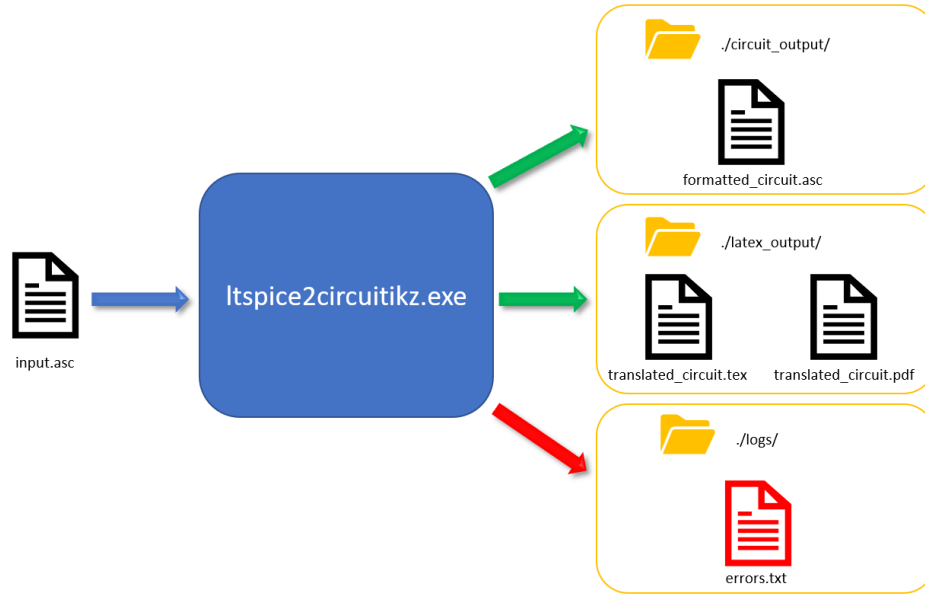 ./circuit_output/
formatted_circuit.asc
ltspice2circuitikz.exe
input.asc
./latex_output/
translated_circuit.tex
translated_circuit.pdf
./logs/
errors.txt